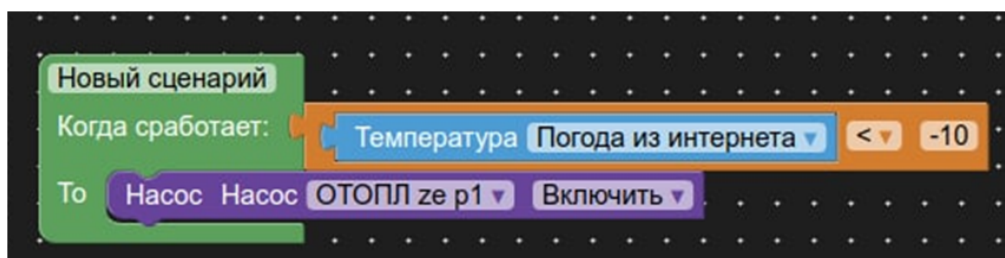 Новый сценарий
Когда сработает: Температура Погода из интернета < -10
То Насос Насос ОТОПЛ ze p1 Включить